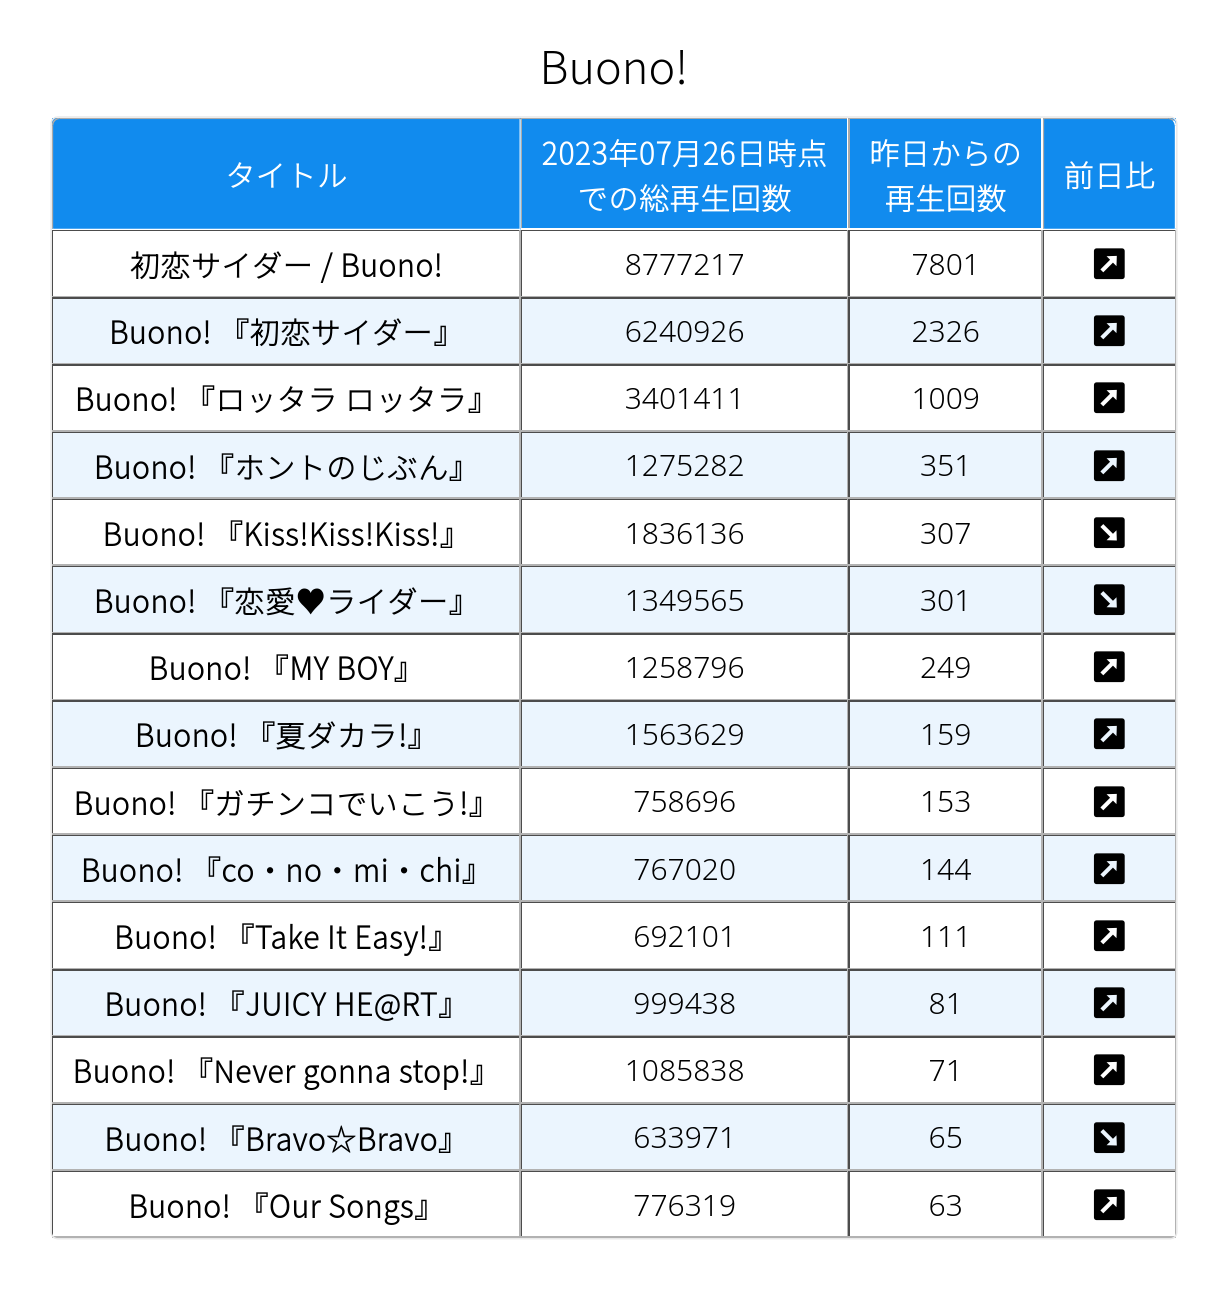 Buono!
タイトル 2023年07月26日時点での総再生回数 昨日からの再生回数 前日比
初恋サイダー / Buono! 8777217 7801 ↗
Buono! 『初恋サイダー』 6240926 2326 ↗
Buono! 『ロッタラ ロッタラ』 3401411 1009 ↗
Buono! 『ホントのじぶん』 1275282 351 ↗
Buono! 『Kiss!Kiss!Kiss!』 1836136 307 ↘
Buono! 『恋愛♥ライダー』 1349565 301 ↘
Buono! 『MY BOY』 1258796 249 ↗
Buono! 『夏ダカラ!』 1563629 159 ↗
Buono! 『ガチンコでいこう!』 758696 153 ↗
Buono! 『co・no・mi・chi』 767020 144 ↗
Buono! 『Take It Easy!』 692101 111 ↗
Buono! 『JUICY HE@RT』 999438 81 ↗
Buono! 『Never gonna stop!』 1085838 71 ↗
Buono! 『Bravo☆Bravo』 633971 65 ↘
Buono! 『Our Songs』 776319 63 ↗